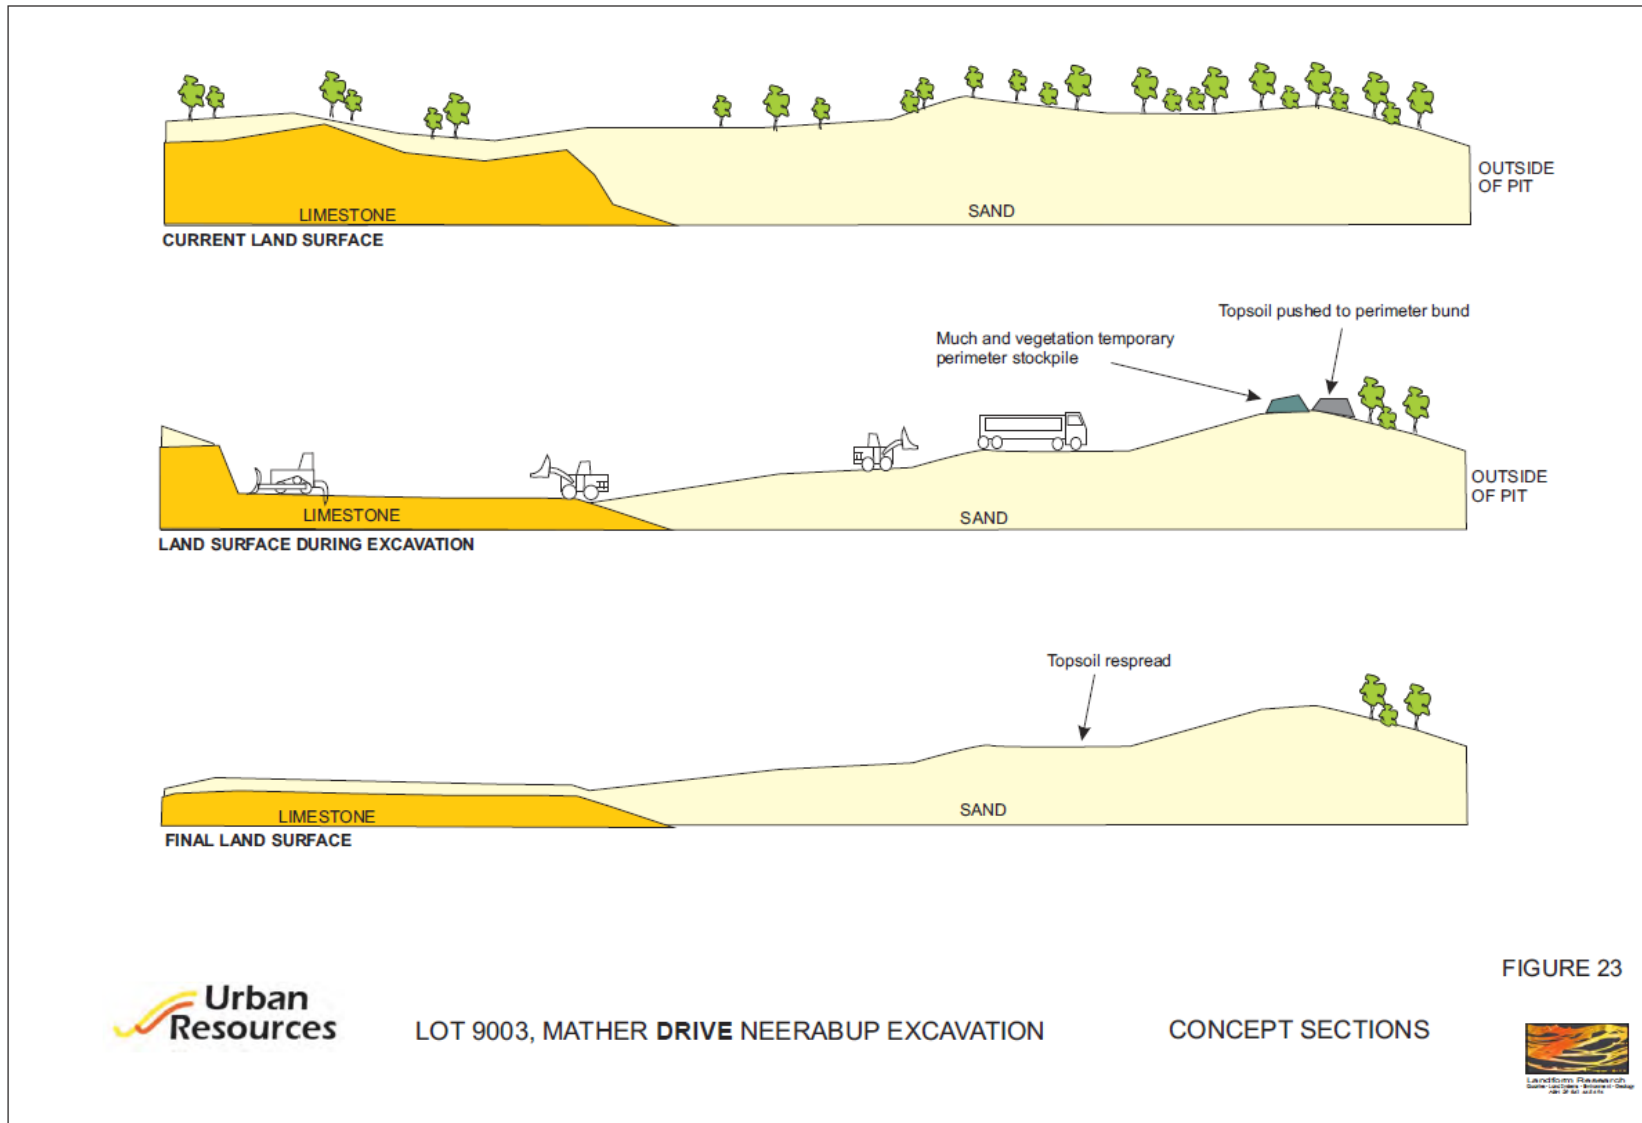 OUTSIDE
OF PIT
LIMESTONE
SAND
CURRENT LAND SURFACE
Topsoil pushed to perimeter bund
Much and vegetation temporary
perimeter stockpile
OUTSIDE
OF PIT
LIMESTONE
SAND
LAND SURFACE DURING EXCAVATION
Topsoil respread
LIMESTONE
SAND
FINAL LAND SURFACE
FIGURE 23
Urban
Resources
LOT 9003, MATHER DRIVE NEERABUP EXCAVATION
CONCEPT SECTIONS
Landform Research